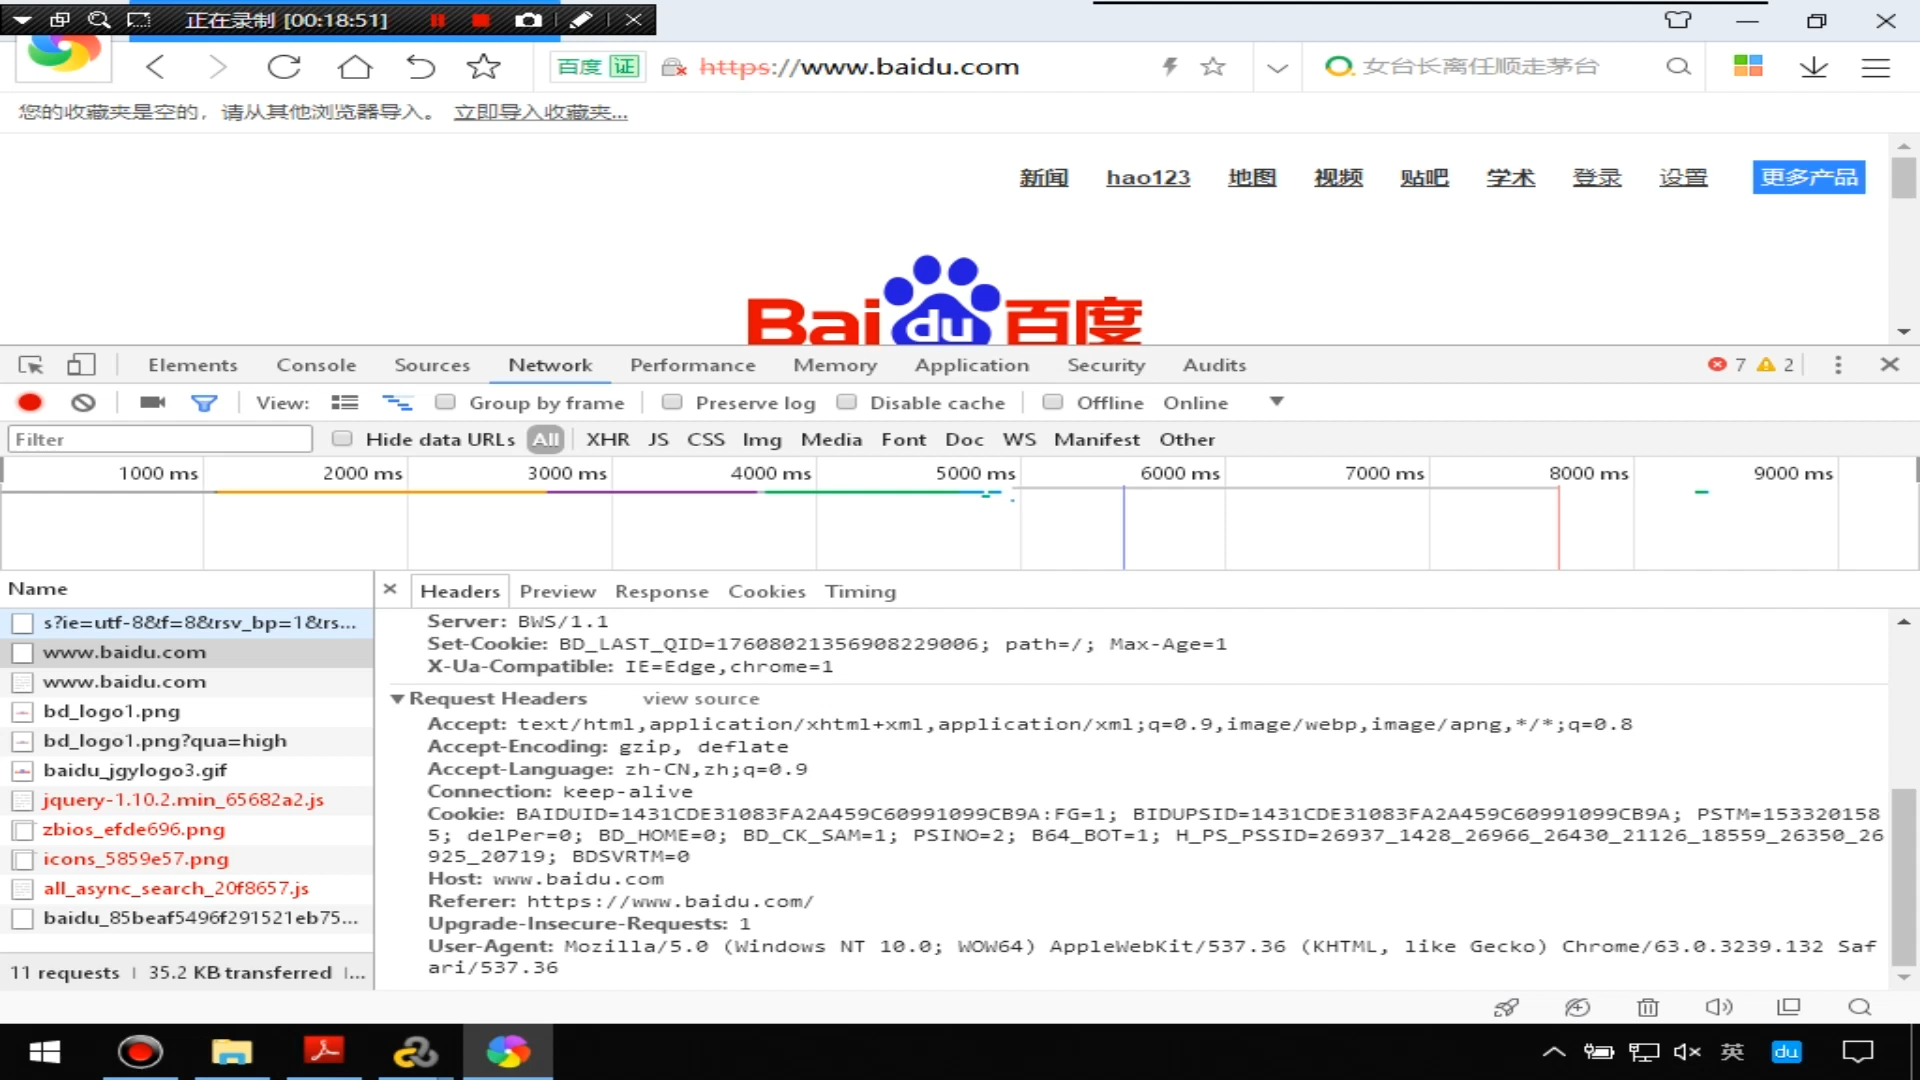 正在录制 [00:18:51]
百度 证 https://www.baidu.com 女台长离任顺走茅台
您的收藏夹是空的，请从其他浏览器导入。 立即导入收藏夹...
新闻 hao123 地图 视频 贴吧 学术 登录 设置 更多产品
Bai du 百度
Elements Console Sources Network Performance Memory Application Security Audits 7 2
View: Group by frame Preserve log Disable cache Offline Online
Filter Hide data URLs All XHR JS CSS Img Media Font Doc WS Manifest Other
1000 ms 2000 ms 3000 ms 4000 ms 5000 ms 6000 ms 7000 ms 8000 ms 9000 ms
Name
s?ie=utf-8&f=8&rsv_bp=1&rs...
www.baidu.com
www.baidu.com
bd_logo1.png
bd_logo1.png?qua=high
baidu_jgylogo3.gif
jquery-1.10.2.min_65682a2.js
zbios_efde696.png
icons_5859e57.png
all_async_search_20f8657.js
baidu_85beaf5496f291521eb75...
11 requests | 35.2 KB transferred | ...
Headers Preview Response Cookies Timing
Server: BWS/1.1
Set-Cookie: BD_LAST_QID=17608021356908229006; path=/; Max-Age=1
X-Ua-Compatible: IE=Edge,chrome=1
Request Headers view source
Accept: text/html,application/xhtml+xml,application/xml;q=0.9,image/webp,image/apng,*/*;q=0.8
Accept-Encoding: gzip, deflate
Accept-Language: zh-CN,zh;q=0.9
Connection: keep-alive
Cookie: BAIDUID=1431CDE31083FA2A459C60991099CB9A:FG=1; BIDUPSID=1431CDE31083FA2A459C60991099CB9A; PSTM=153320158
5; delPer=0; BD_HOME=0; BD_CK_SAM=1; PSINO=2; B64_BOT=1; H_PS_PSSID=26937_1428_26966_26430_21126_18559_26350_26
925_20719; BDSVRTM=0
Host: www.baidu.com
Referer: https://www.baidu.com/
Upgrade-Insecure-Requests: 1
User-Agent: Mozilla/5.0 (Windows NT 10.0; WOW64) AppleWebKit/537.36 (KHTML, like Gecko) Chrome/63.0.3239.132 Saf
ari/537.36
英 du